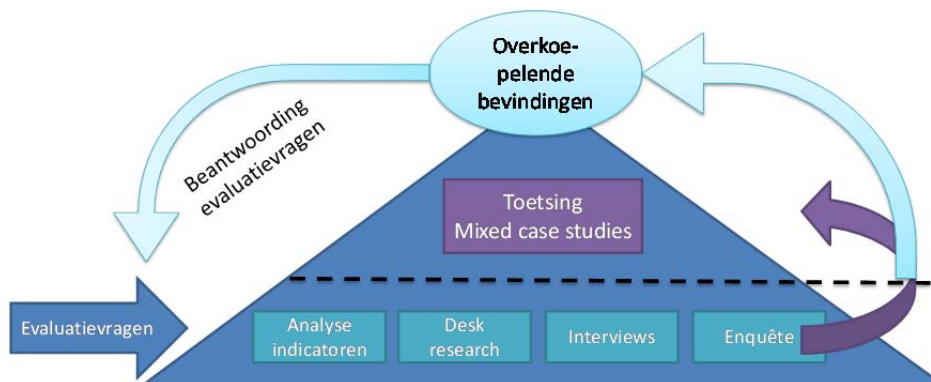 Overkoe-
pelende
bevindingen
Beantwoording
evaluatievragen
Toetsing
Mixed case studies
Evaluatievragen
Analyse
indicatoren
Desk
research
Interviews
Enquête